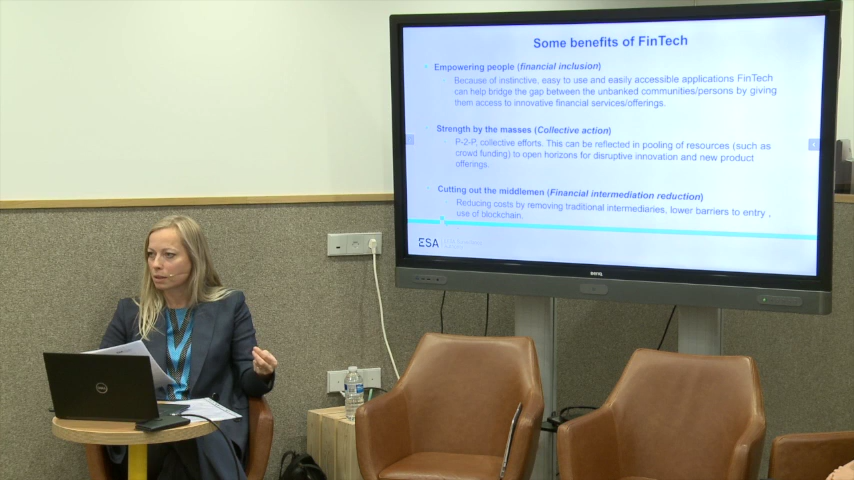 Some benefits of FinTech
Empowering people (financial inclusion)
Because of instinctive, easy to use and easily accessible applications FinTech
can help bridge the gap between the unbanked communities/persons by giving
them access to innovative financial services/offerings.
Strength by the masses (Collective action)
P-2-P, collective efforts. This can be reflected in pooling of resources (such as
crowd funding) to open horizons for disruptive innovation and new product
offerings.
Cutting out the middlemen (Financial intermediation reduction)
Reducing costs by removing traditional intermediaries, lower barriers to entry ,
use of blockchain.
ESA
BenQ
DELL